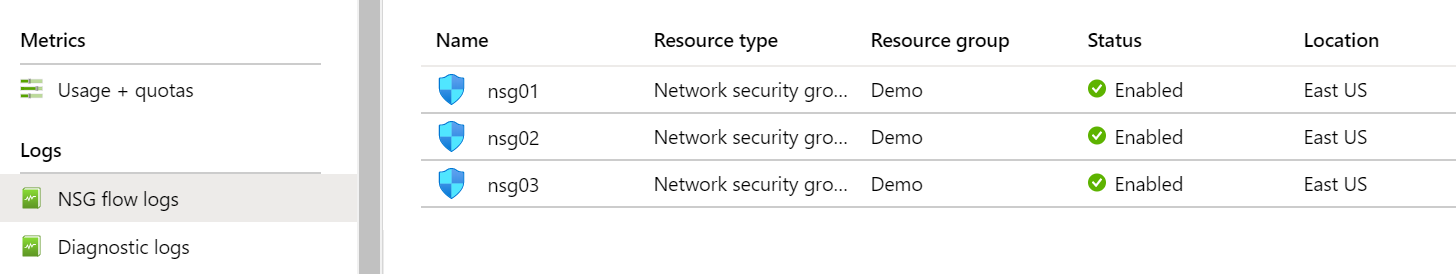 Metrics
Usage + quotas
Logs
NSG flow logs
Diagnostic logs
Name Resource type Resource group Status Location
nsg01 Network security gro... Demo Enabled East US
nsg02 Network security gro... Demo Enabled East US
nsg03 Network security gro... Demo Enabled East US